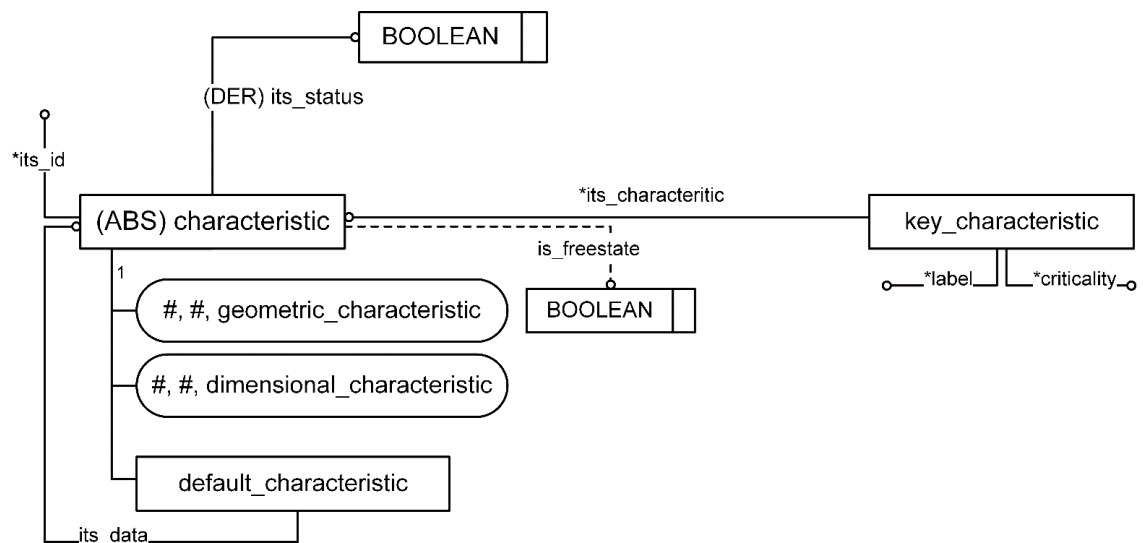 BOOLEAN
(DER) its_status
*its_id
*its_characteritic
(ABS) characteristic
key_characteristic
is_freestate
1
*label
*criticality
#, #, geometric_characteristic
BOOLEAN
#, #, dimensional_characteristic
default_characteristic
its_data